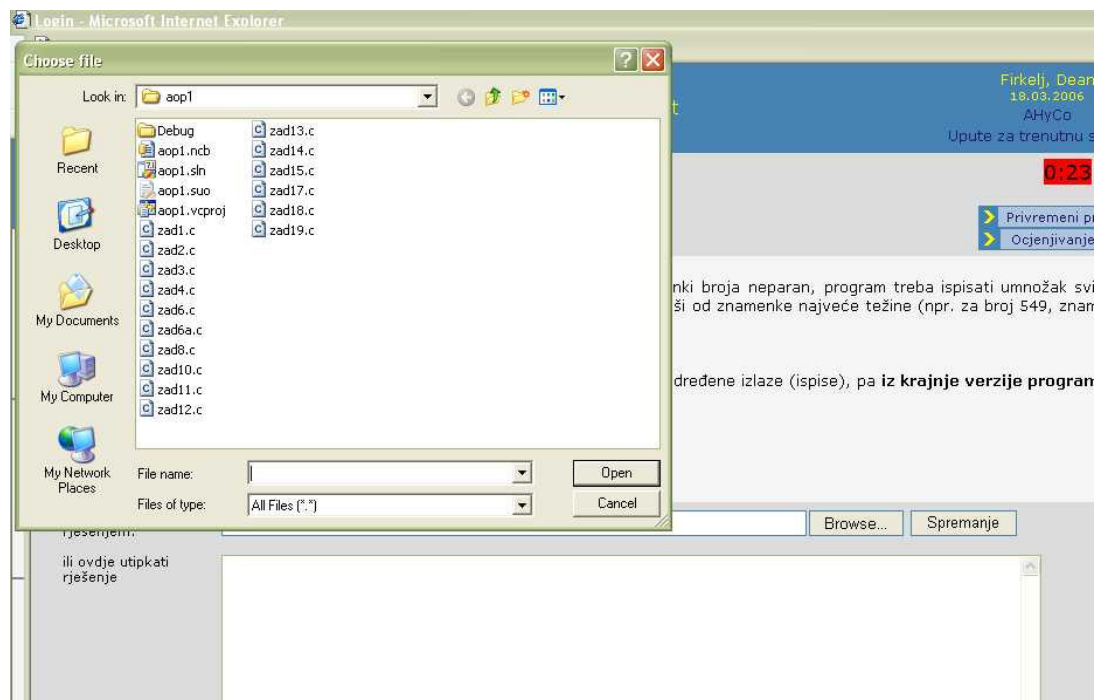 Login - Microsoft Internet Explorer
Choose file
Look in:
aop1
Recent
Desktop
My Documents
My Computer
My Network
Places
Debug
aop1.ncb
aop1.sln
aop1.suo
aop1.vcproj
zad1.c
zad2.c
zad3.c
zad4.c
zad6.c
zad6a.c
zad8.c
zad10.c
zad11.c
zad12.c
zad13.c
zad14.c
zad15.c
zad17.c
zad18.c
zad19.c
File name:
Open
Files of type:
All Files (*.*)
Cancel
Firkelj, Dean
18.03.2006
AHyCo
Upute za trenutnu s
0:23
Privremeni pr
Ocjenjivanje
nki broja neparan, program treba ispisati umnožak svi
ši od znamenke najveće težine (npr. za broj 549, znam
dređene izlaze (ispise), pa iz krajnje verzije program
rješenjem:
Browse...
Spremanje
ili ovdje utipkati
rješenje